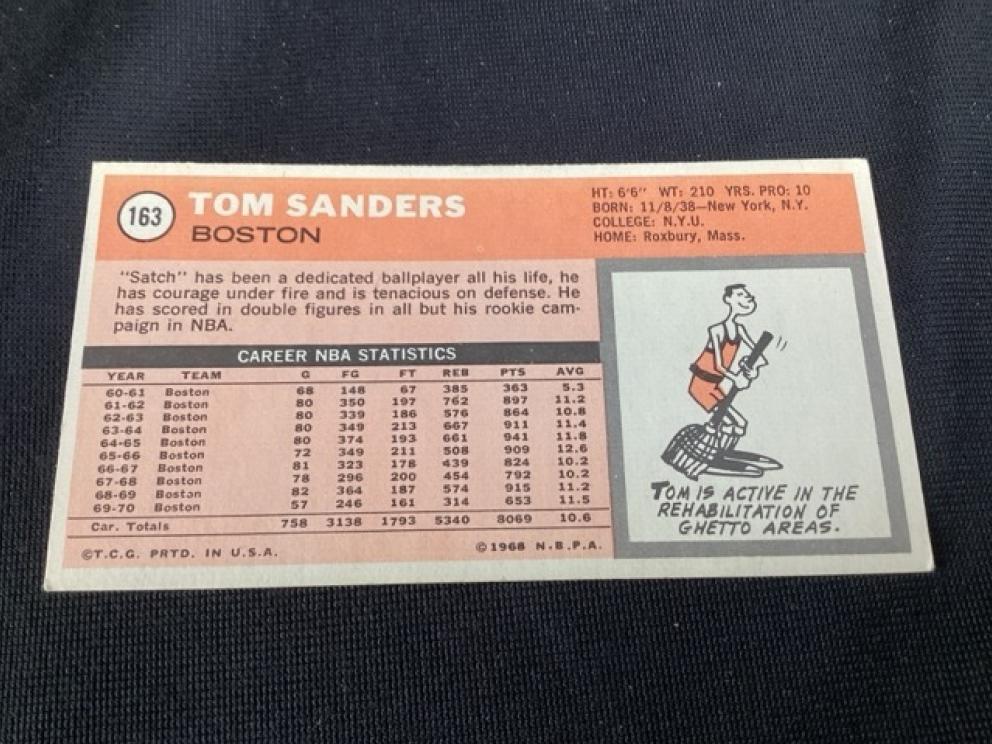 163
TOM SANDERS
BOSTON
HT: 6'6" WT: 210 YRS. PRO: 10
BORN: 11/8/38—New York, N.Y.
COLLEGE: N.Y.U.
HOME: Roxbury, Mass.
"Satch" has been a dedicated ballplayer all his life, he
has courage under fire and is tenacious on defense. He
has scored in double figures in all but his rookie cam-
paign in NBA.
CAREER NBA STATISTICS
YEAR TEAM G FG FT REB PTS AVG
60-61 Boston 68 148 67 385 363 5.3
61-62 Boston 80 350 197 762 897 11.2
62-63 Boston 80 339 186 576 864 10.8
63-64 Boston 80 349 213 667 911 11.4
64-65 Boston 80 374 193 661 941 11.8
65-66 Boston 72 349 211 508 909 12.6
66-67 Boston 81 323 178 439 824 10.2
67-68 Boston 78 296 200 454 792 10.2
68-69 Boston 82 364 187 574 915 11.2
69-70 Boston 57 246 161 314 653 11.5
Car. Totals 758 3138 1793 5340 8069 10.6
©T.C.G. PRTD. IN U.S.A. ©1968 N.B.P.A.
TOM IS ACTIVE IN THE
REHABILITATION OF
GHETTO AREAS.